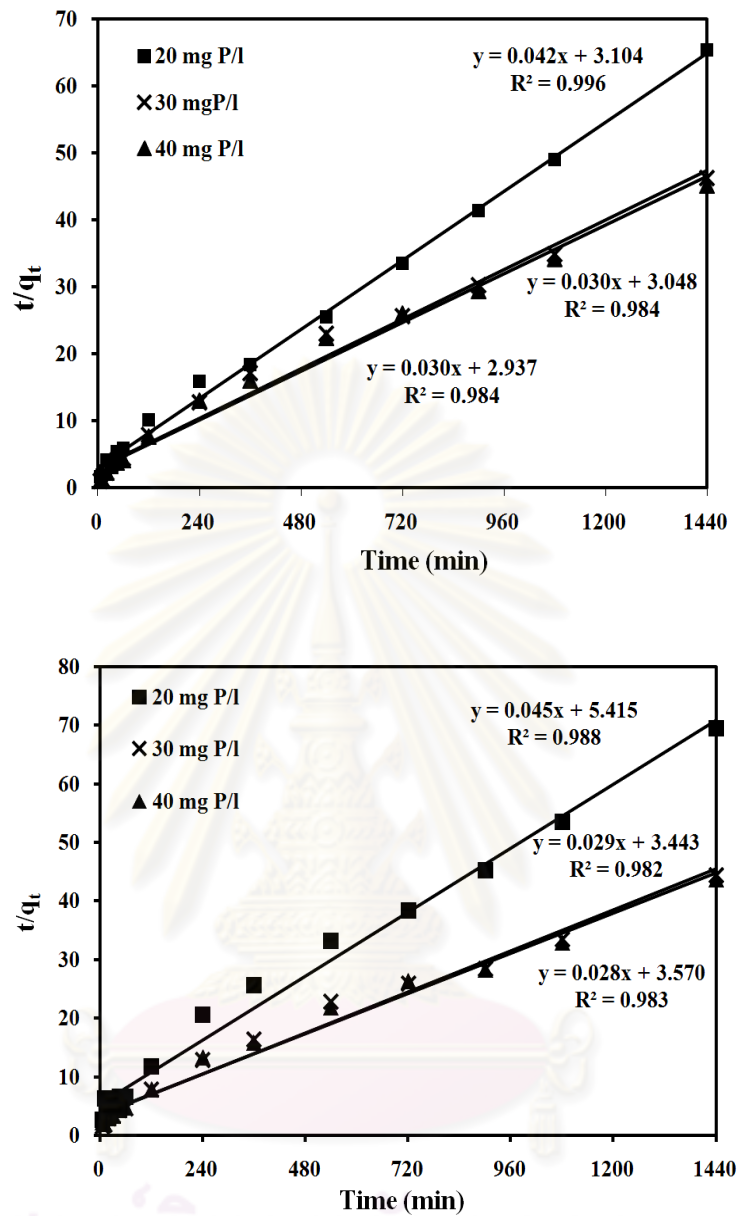 70
60
50
40
30
20
10
0
t/qt
20 mg P/l
30 mgP/l
40 mg P/l
y = 0.042x + 3.104
R² = 0.996
y = 0.030x + 3.048
R² = 0.984
y = 0.030x + 2.937
R² = 0.984
0 240 480 720 960 1200 1440
Time (min)
80
70
60
50
40
30
20
10
0
t/qt
20 mg P/l
30 mg P/l
40 mg P/l
y = 0.045x + 5.415
R² = 0.988
y = 0.029x + 3.443
R² = 0.982
y = 0.028x + 3.570
R² = 0.983
0 240 480 720 960 1200 1440
Time (min)